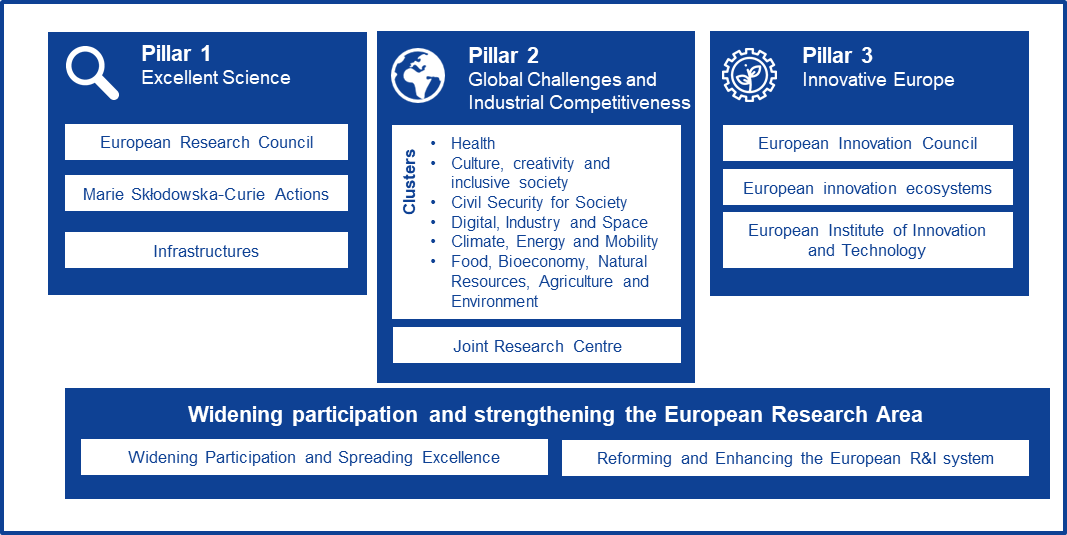 Pillar 1
Excellent Science
European Research Council
Marie Skłodowska-Curie Actions
Infrastructures
Pillar 2
Global Challenges and
Industrial Competitiveness
Clusters
• Health
• Culture, creativity and
inclusive society
• Civil Security for Society
• Digital, Industry and Space
• Climate, Energy and Mobility
• Food, Bioeconomy, Natural
Resources, Agriculture and
Environment
Joint Research Centre
Pillar 3
Innovative Europe
European Innovation Council
European innovation ecosystems
European Institute of Innovation
and Technology
Widening participation and strengthening the European Research Area
Widening Participation and Spreading Excellence
Reforming and Enhancing the European R&I system